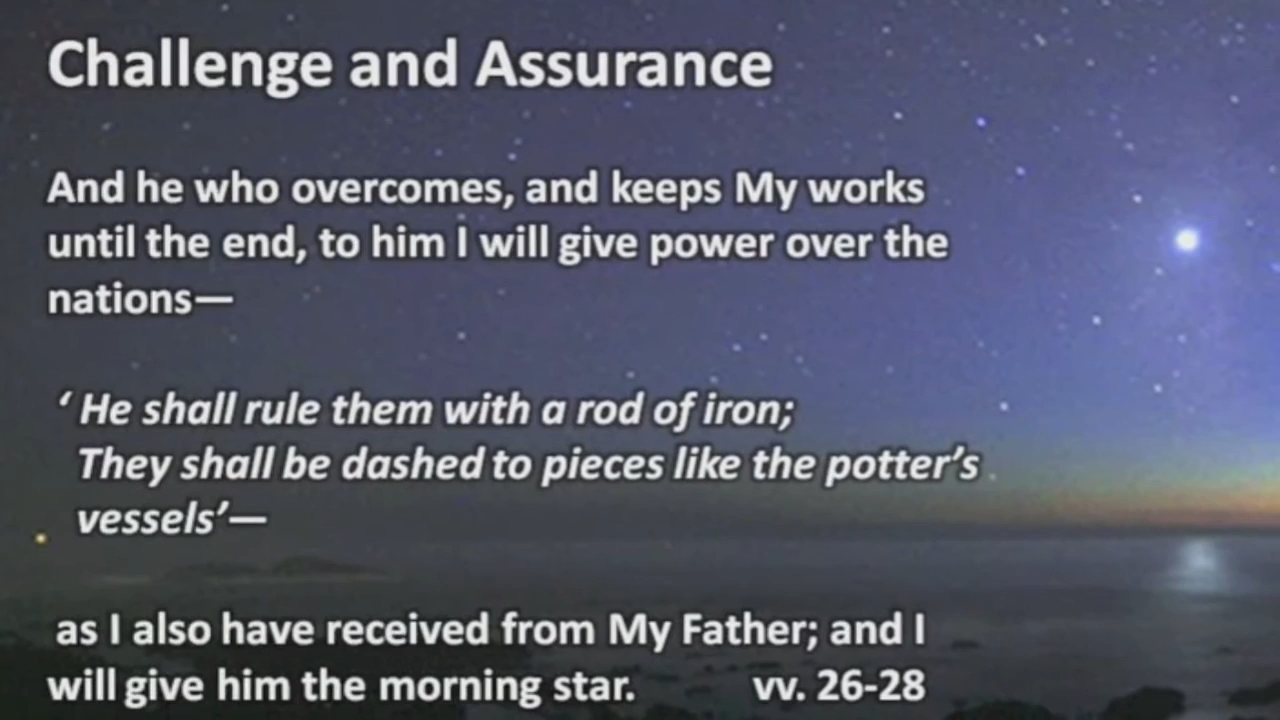 Challenge and Assurance
And he who overcomes, and keeps My works
until the end, to him I will give power over the
nations—
‘ He shall rule them with a rod of iron;
They shall be dashed to pieces like the potter’s
vessels’—
as I also have received from My Father; and I
will give him the morning star. vv. 26-28